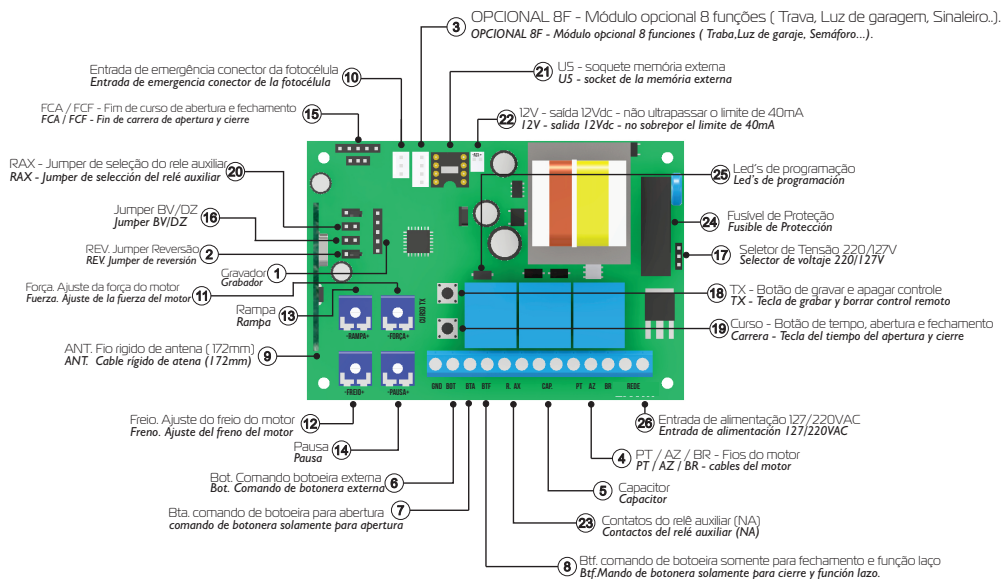 3 OPCIONAL 8F - Módulo opcional 8 funções ( Trava, Luz de garagem, Sinaleiro..).
OPCIONAL 8F - Módulo opcional 8 funciones ( Traba,Luz de garaje, Semáforo...).
Entrada de emergência conector da fotocélula
Entrada de emergencia conector de la fotocélula
10
21 U5 - soquete memória externa
U5 - socket de la memória externa
FCA / FCF - Fim de curso de abertura e fechamento
FCA / FCF - Fin de carrera de apertura y cierre
15
22 12V - saída 12Vdc - não ultrapassar o limite de 40mA
12V - salida 12Vdc - no sobrepor el limite de 40mA
RAX - Jumper de seleção do rele auxiliar
RAX - Jumper de selección del relé auxiliar
20
25 Led's de programação
Led's de programación
Jumper BV/DZ
Jumper BV/DZ
16
24 Fusível de Proteção
Fusible de Protección
REV. Jumper Reversão
REV. Jumper de reversión
2
17 Seletor de Tensão 220/127V
Selector de voltaje 220/127V
Gravador
Grabador
1
Força. Ajuste da força do motor
Fuerza. Ajuste de la fuerza del motor
11
18 TX - Botão de gravar e apagar controle
TX - Tecla de grabar y borrar control remoto
Rampa
Rampa
13
19 Curso - Botão de tempo, abertura e fechamento
Carrera - Tecla del tiempo del apertura y cierre
ANT. Fio rigido de antena ( 172mm)
ANT. Cable rígido de atena (172mm)
9
CURSO TX
-RAMPA+ -FORÇA+
-FREIO+ -PAUSA+
GND BOT BTA BTF R. AX CAP. PT AZ BR REDE
Freio. Ajuste do freio do motor
Freno. Ajuste del freno del motor
12
26 Entrada de alimentação 127/220VAC
Entrada de alimentación 127/220VAC
Pausa
Pausa
14
4 PT / AZ / BR - Fios do motor
PT / AZ / BR - cables del motor
Bot. Comando botoeira externa
Bot. Comando de botonera externa
6
5 Capacitor
Capacitor
Bta. comando de botoeira para abertura
comando de botonera solamente para apertura
7
23 Contatos do relê auxiliar (NA)
Contactos del relé auxiliar (NA)
8 Btf. comando de botoeira somente para fechamento e função laço
Btf.Mando de botonera solamente para cierre y función lazo.